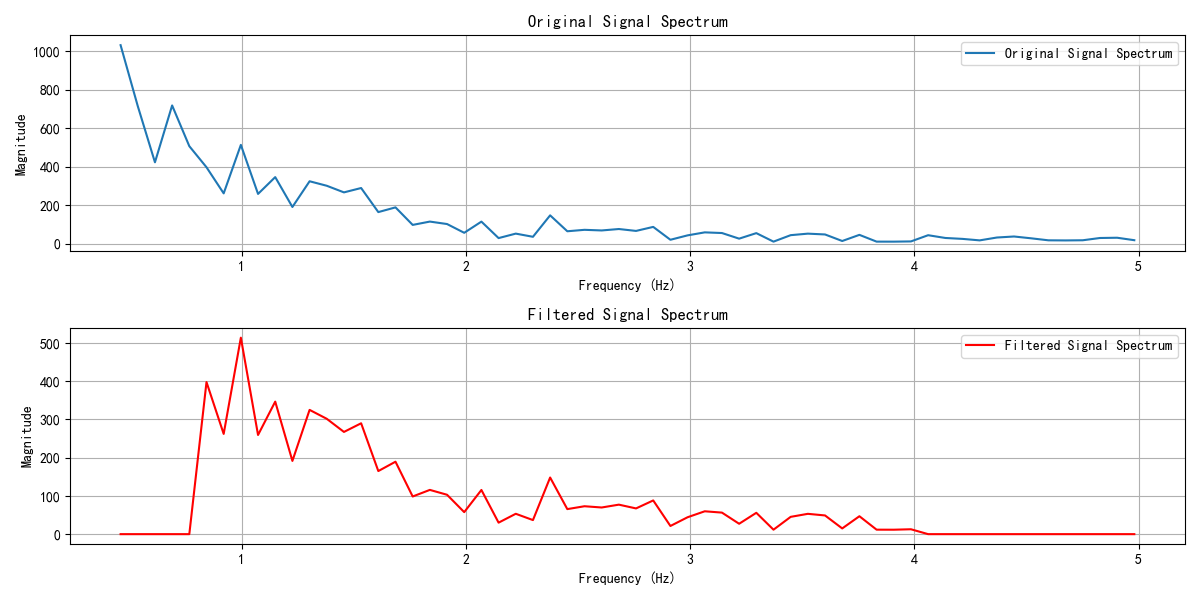 Original Signal Spectrum
1000
800
600
400
200
0
Magnitude
Original Signal Spectrum
1 2 3 4 5
Frequency (Hz)
Filtered Signal Spectrum
500
400
300
200
100
0
Magnitude
Filtered Signal Spectrum
1 2 3 4 5
Frequency (Hz)